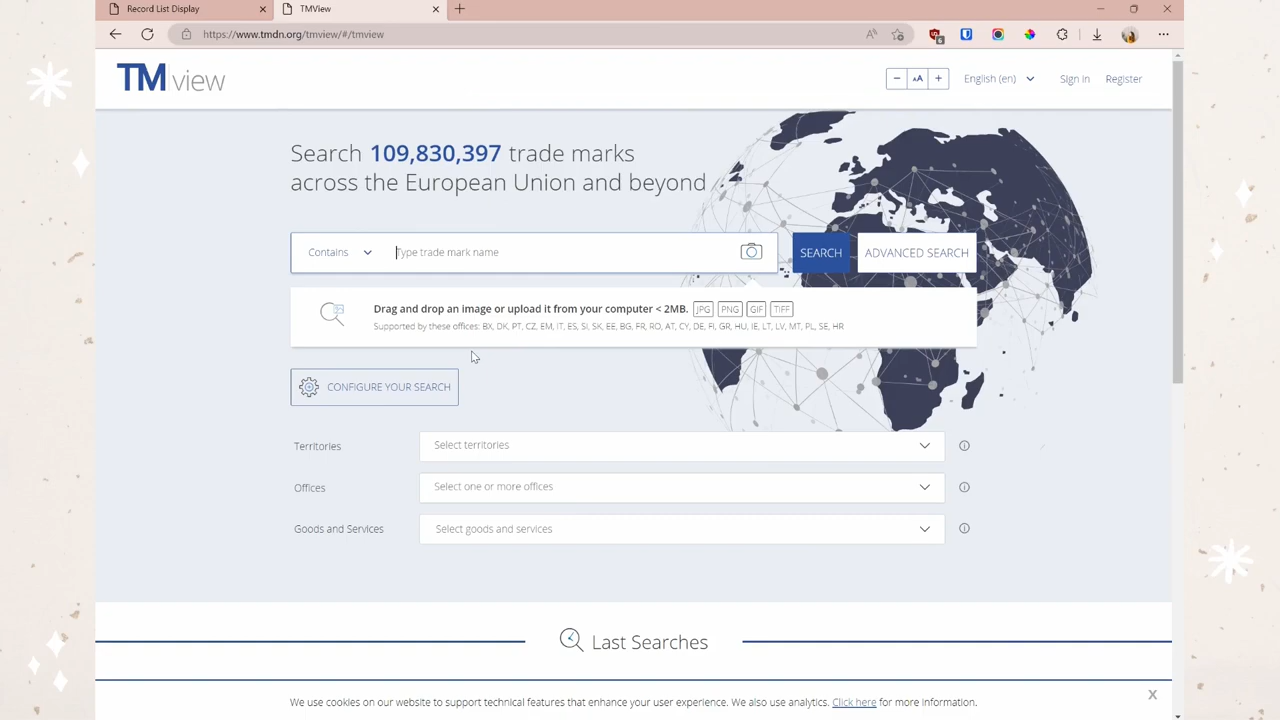 Record List Display
TMView
https://www.tmdn.org/tmview/#/tmview
6
TMview
− AA +
English (en)
Sign in
Register
Search 109,830,397 trade marks
across the European Union and beyond
Contains
Type trade mark name
SEARCH
ADVANCED SEARCH
Drag and drop an image or upload it from your computer < 2MB. JPG PNG GIF TIFF
Supported by these offices: BX, DK, PT, CZ, EM, IT, ES, SI, SK, EE, BG, FR, RO, AT, CY, DE, FI, GR, HU, IE, LT, LV, MT, PL, SE, HR
CONFIGURE YOUR SEARCH
Territories
Select territories
Offices
Select one or more offices
Goods and Services
Select goods and services
Last Searches
We use cookies on our website to support technical features that enhance your user experience. We also use analytics. Click here for more information.
X